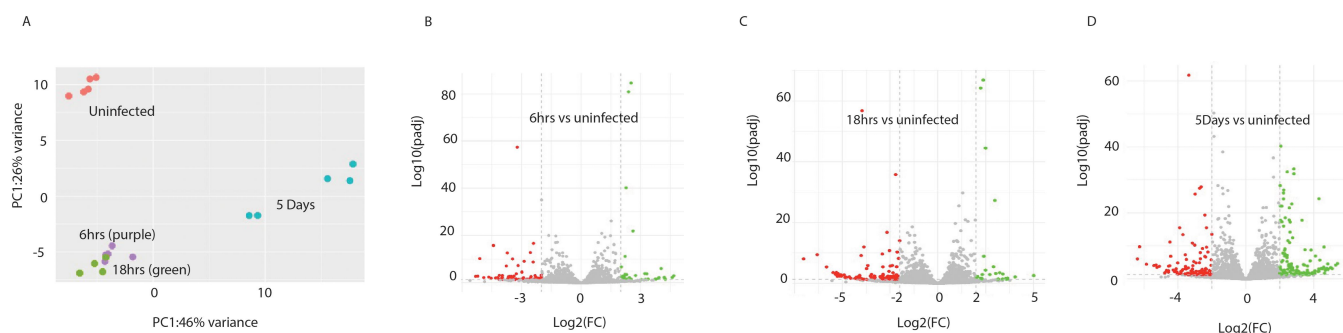 A
10
5
0
-5
0
10
PC1:26% variance
PC1:46% variance
Uninfected
5 Days
6hrs (purple)
18hrs (green)
B
80
60
40
20
0
-3
0
3
Log10(padj)
Log2(FC)
6hrs vs uninfected
C
60
40
20
0
-5
-2
0
2
5
Log10(padj)
Log2(FC)
18hrs vs uninfected
D
60
40
20
10
0
-4
0
4
Log10(padj)
Log2(FC)
5Days vs uninfected